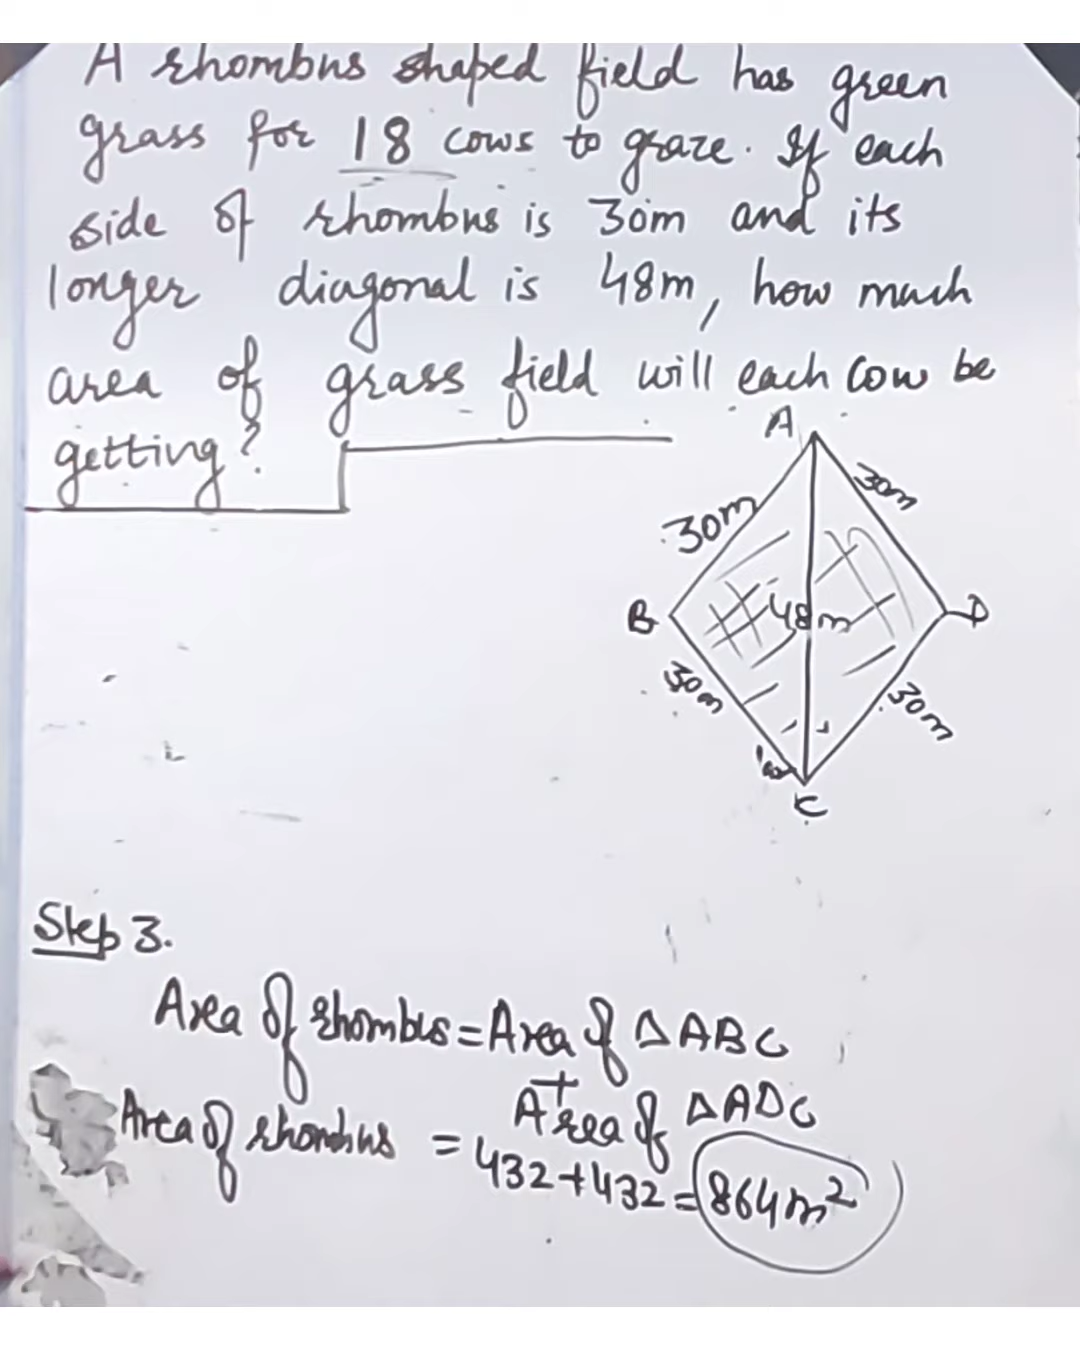 A rhombus shaped field has green
grass for 18 cows to graze. If each
side of rhombus is 30m and its
longer diagonal is 48m, how much
area of grass field will each cow be
getting?
A
30m
30m
B
48m
D
30m
30m
C
Step 3.
Area of rhombus = Area of △ABC
+
Area of △ADC
Area of rhombus = 432+432 = 864m²